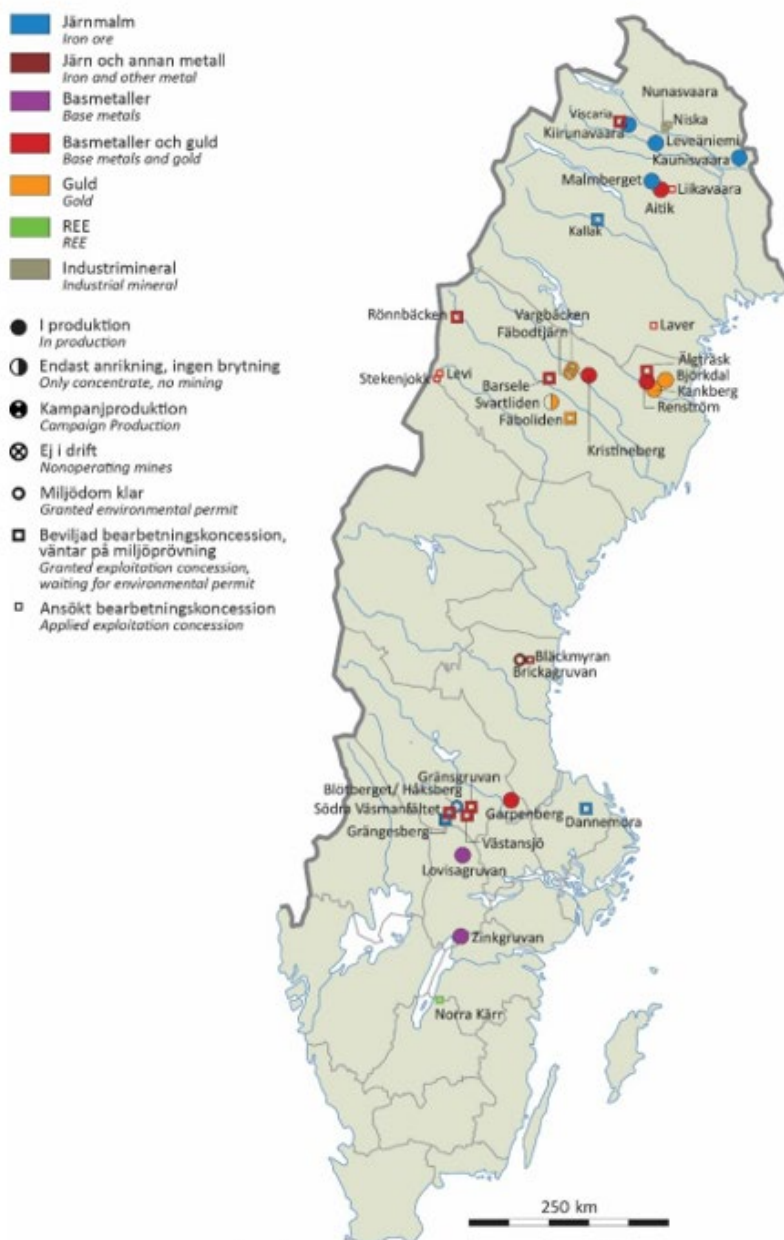 Järnmalm
Iron ore
Järn och annan metall
Iron and other metal
Basmetaller
Base metals
Basmetaller och guld
Base metals and gold
Guld
Gold
REE
REE
Industrimineral
Industrial mineral
I produktion
In production
Endast anrikning, ingen brytning
Only concentrate, no mining
Kampanjproduktion
Campaign Production
Ej i drift
Nonoperating mines
Miljödom klar
Granted environmental permit
Beviljad bearbetningskoncession,
väntar på miljöprövning
Granted exploitation concession,
waiting for environmental permit
Ansökt bearbetningskoncession
Applied exploitation concession
Nunasvaara
Viscaria
Niska
Kiirunavaara
Leveäniemi
Kaunisvaara
Malmberget
Liikavaara
Aitik
Kallak
Rönnbäcken
Vargbäcken
Fäbodtjärn
Laver
Levi
Stekenjokk
Älgträsk
Barsele
Björkdal
Svartliden
Kankberg
Fäboliden
Renström
Kristineberg
Bläckmyran
Brickagruvan
Gränsgruvan
Blötberget/ Håksberg
Södra Väsmanfältet
Garpenberg
Dannemora
Grängesberg
Västansjö
Lovisagruvan
Zinkgruvan
Norra Kärr
250 km